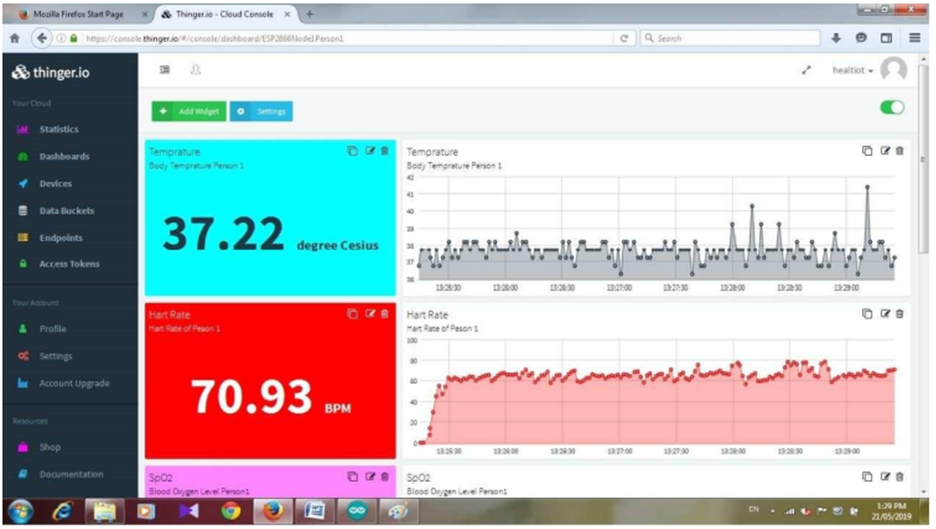 Mozilla Firefox Start Page
Thinger.io - Cloud Console
https://console.thinger.io/#/console/dashboard/ESP2866Node1Person1
Search
thinger.io
healtiot
Your Cloud
Statistics
Dashboards
Devices
Data Buckets
Endpoints
Access Tokens
Your Account
Profile
Settings
Account Upgrade
Resources
Shop
Documentation
Add Widget
Settings
Temprature
Body Temprature Person 1
37.22 degree Cesius
Temprature
Body Temprature Person 1
42
41
40
39
38
37
36
13:25:30 13:26:00 13:26:30 13:27:00 13:27:30 13:28:00 13:28:30 13:29:00
Hart Rate
Hart Rate of Peson 1
70.93 BPM
Hart Rate
Hart Rate of Peson 1
100
80
60
40
20
0
13:25:30 13:26:00 13:26:30 13:27:00 13:27:30 13:28:00 13:28:30 13:29:00
SpO2
Blood Oxygen Level Person1
SpO2
Blood Oxygen Level Person1
EN
1:29 PM
21/05/2019